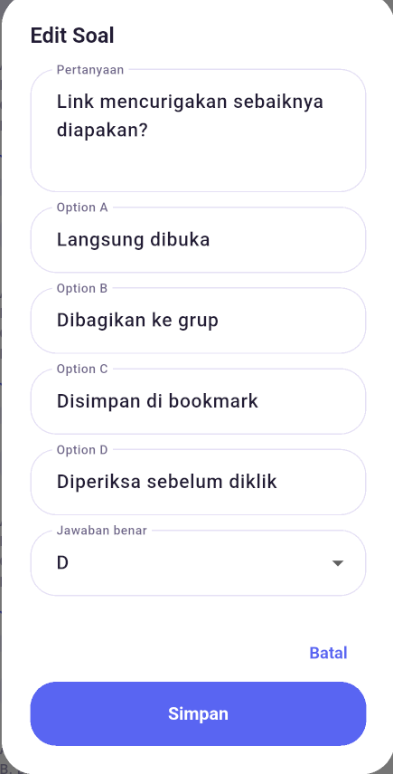 Edit Soal
Pertanyaan
Link mencurigakan sebaiknya
diapakan?
Option A
Langsung dibuka
Option B
Dibagikan ke grup
Option C
Disimpan di bookmark
Option D
Diperiksa sebelum diklik
Jawaban benar
D
Batal
Simpan